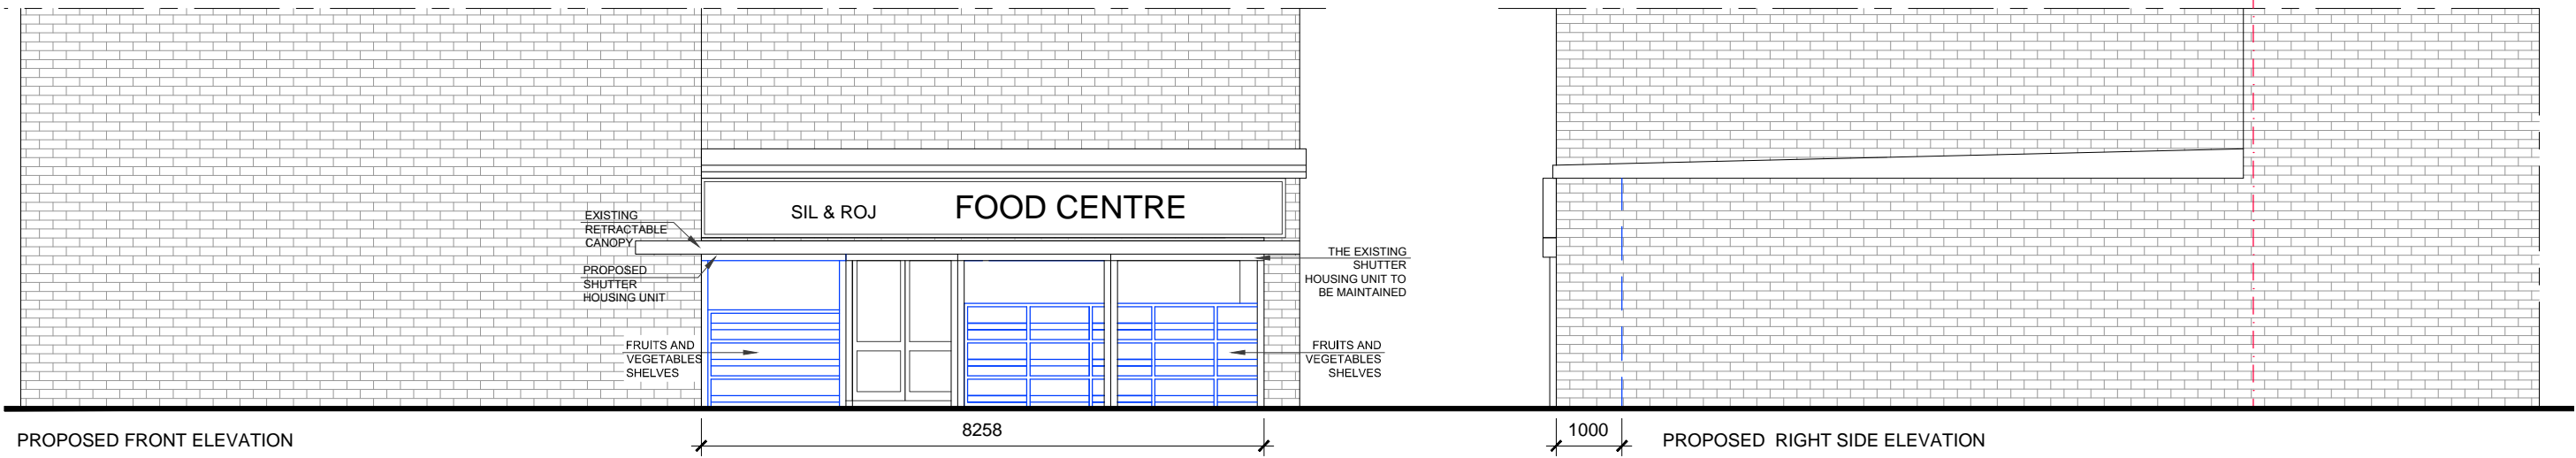 SIL & ROJ FOOD CENTRE
EXISTING
RETRACTABLE
CANOPY
PROPOSED
SHUTTER
HOUSING UNIT
THE EXISTING
SHUTTER
HOUSING UNIT TO
BE MAINTAINED
FRUITS AND
VEGETABLES
SHELVES
FRUITS AND
VEGETABLES
SHELVES
PROPOSED FRONT ELEVATION
8258
1000
PROPOSED RIGHT SIDE ELEVATION